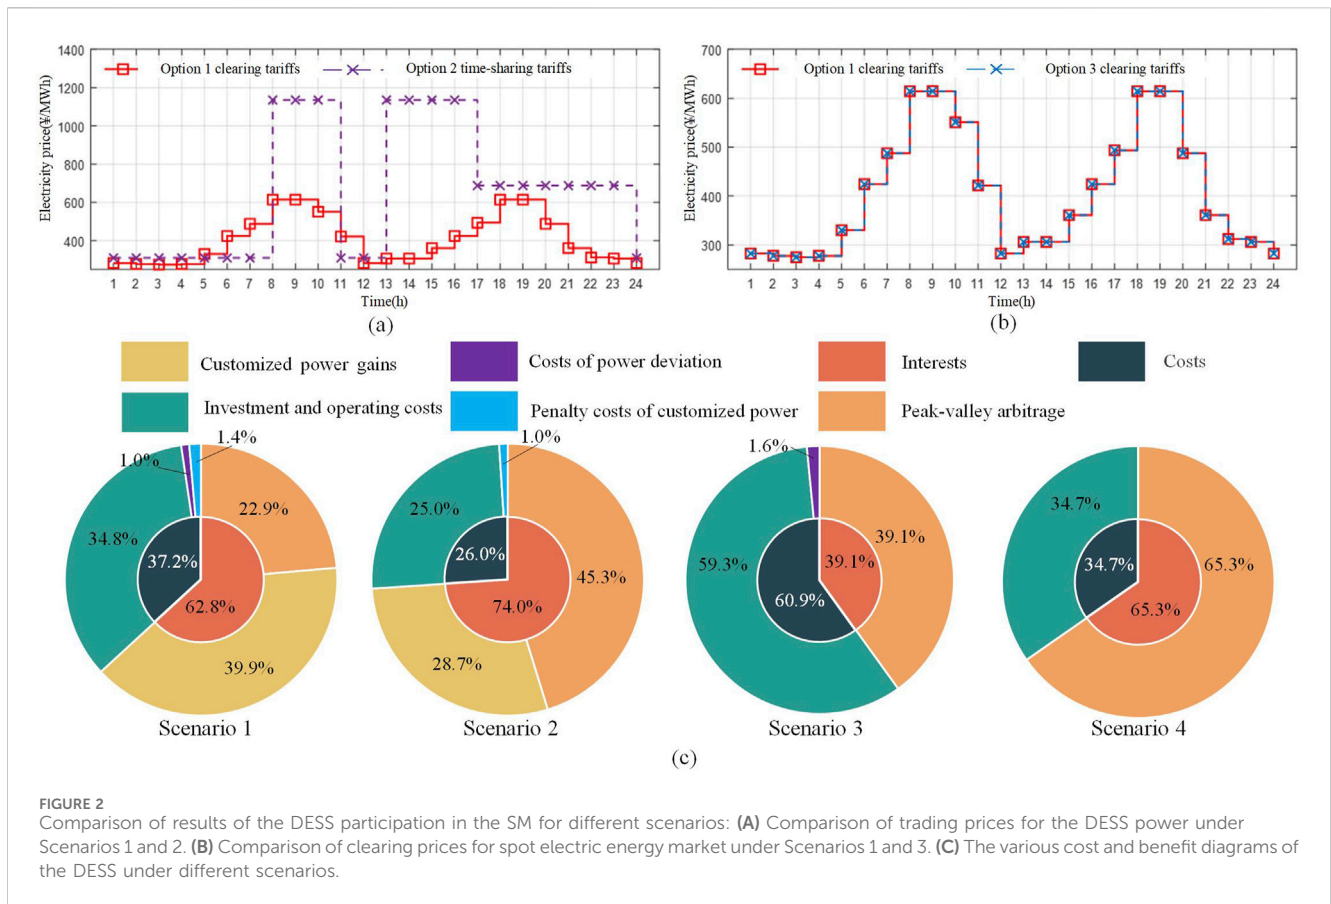 1400
1200
1000
800
600
400
Electricity price(¥/MWh)
Option 1 clearing tariffs
Option 2 time-sharing tariffs
1 2 3 4 5 6 7 8 9 10 11 12 13 14 15 16 17 18 19 20 21 22 23 24
Time(h)
(a)
700
600
500
400
300
Electricity price(¥/MWh)
Option 1 clearing tariffs
Option 3 clearing tariffs
1 2 3 4 5 6 7 8 9 10 11 12 13 14 15 16 17 18 19 20 21 22 23 24
Time(h)
(b)
Customized power gains
Costs of power deviation
Interests
Costs
Investment and operating costs
Penalty costs of customized power
Peak-valley arbitrage
1.0%
1.4%
34.8%
22.9%
37.2%
62.8%
39.9%
Scenario 1
1.0%
25.0%
26.0%
45.3%
74.0%
28.7%
Scenario 2
1.6%
59.3%
39.1%
39.1%
60.9%
Scenario 3
34.7%
34.7%
65.3%
65.3%
Scenario 4
(c)
FIGURE 2
Comparison of results of the DESS participation in the SM for different scenarios: (A) Comparison of trading prices for the DESS power under
Scenarios 1 and 2. (B) Comparison of clearing prices for spot electric energy market under Scenarios 1 and 3. (C) The various cost and benefit diagrams of
the DESS under different scenarios.